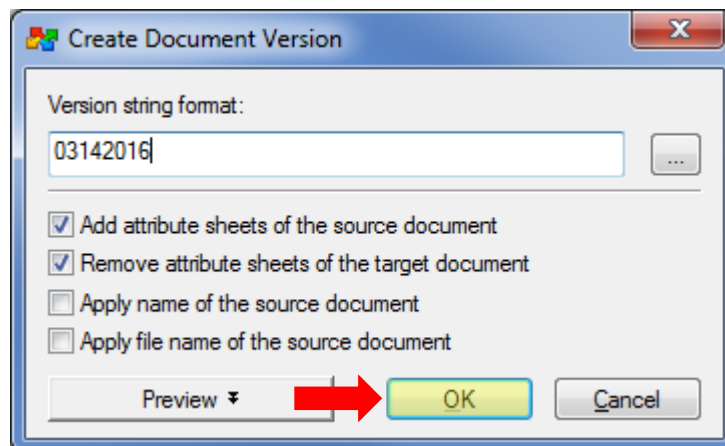 Create Document Version
Version string format:
03142016
...
Add attribute sheets of the source document
Remove attribute sheets of the target document
Apply name of the source document
Apply file name of the source document
Preview OK Cancel